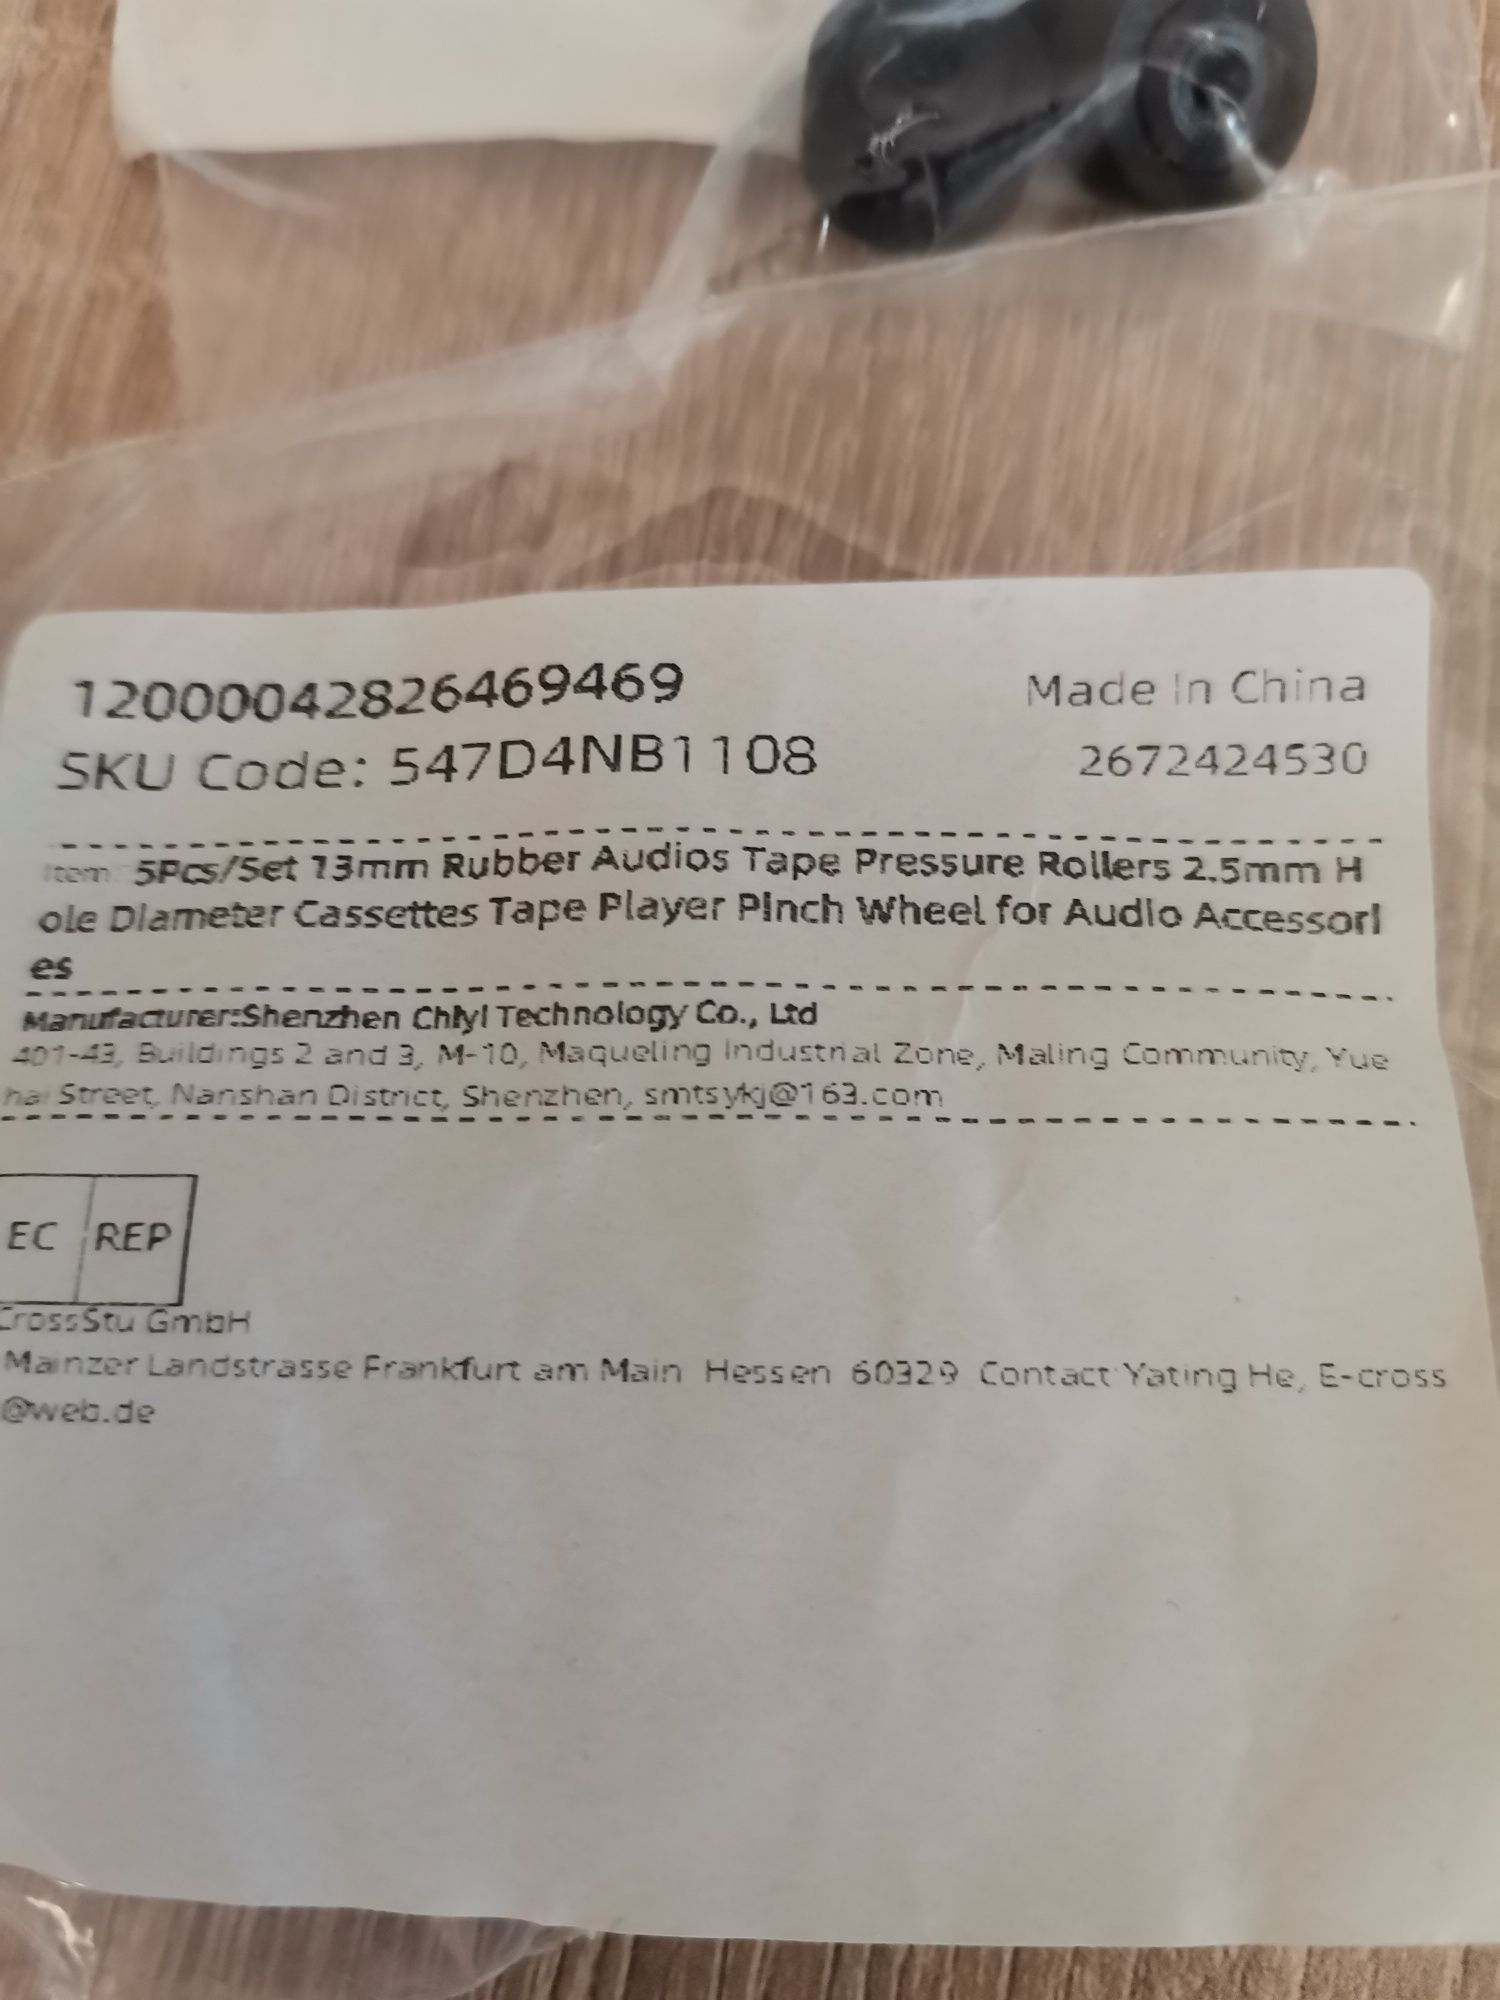 12000042826469469
Made In China
SKU Code: 547D4NB1108
2672424530
Item: 5Pcs/Set 13mm Rubber Audios Tape Pressure Rollers 2.5mm H
ole Diameter Cassettes Tape Player Pinch Wheel for Audio Accessori
es
Manufacturer:Shenzhen Chiyi Technology Co., Ltd
401-43, Buildings 2 and 3, M-10, Maqueling Industrial Zone, Maling Community, Yue
hai Street, Nanshan District, Shenzhen, smtsykj@163.com
EC REP
CrossStu GmbH
Mainzer Landstrasse Frankfurt am Main Hessen 60329 Contact Yating He, E-cross
@web.de